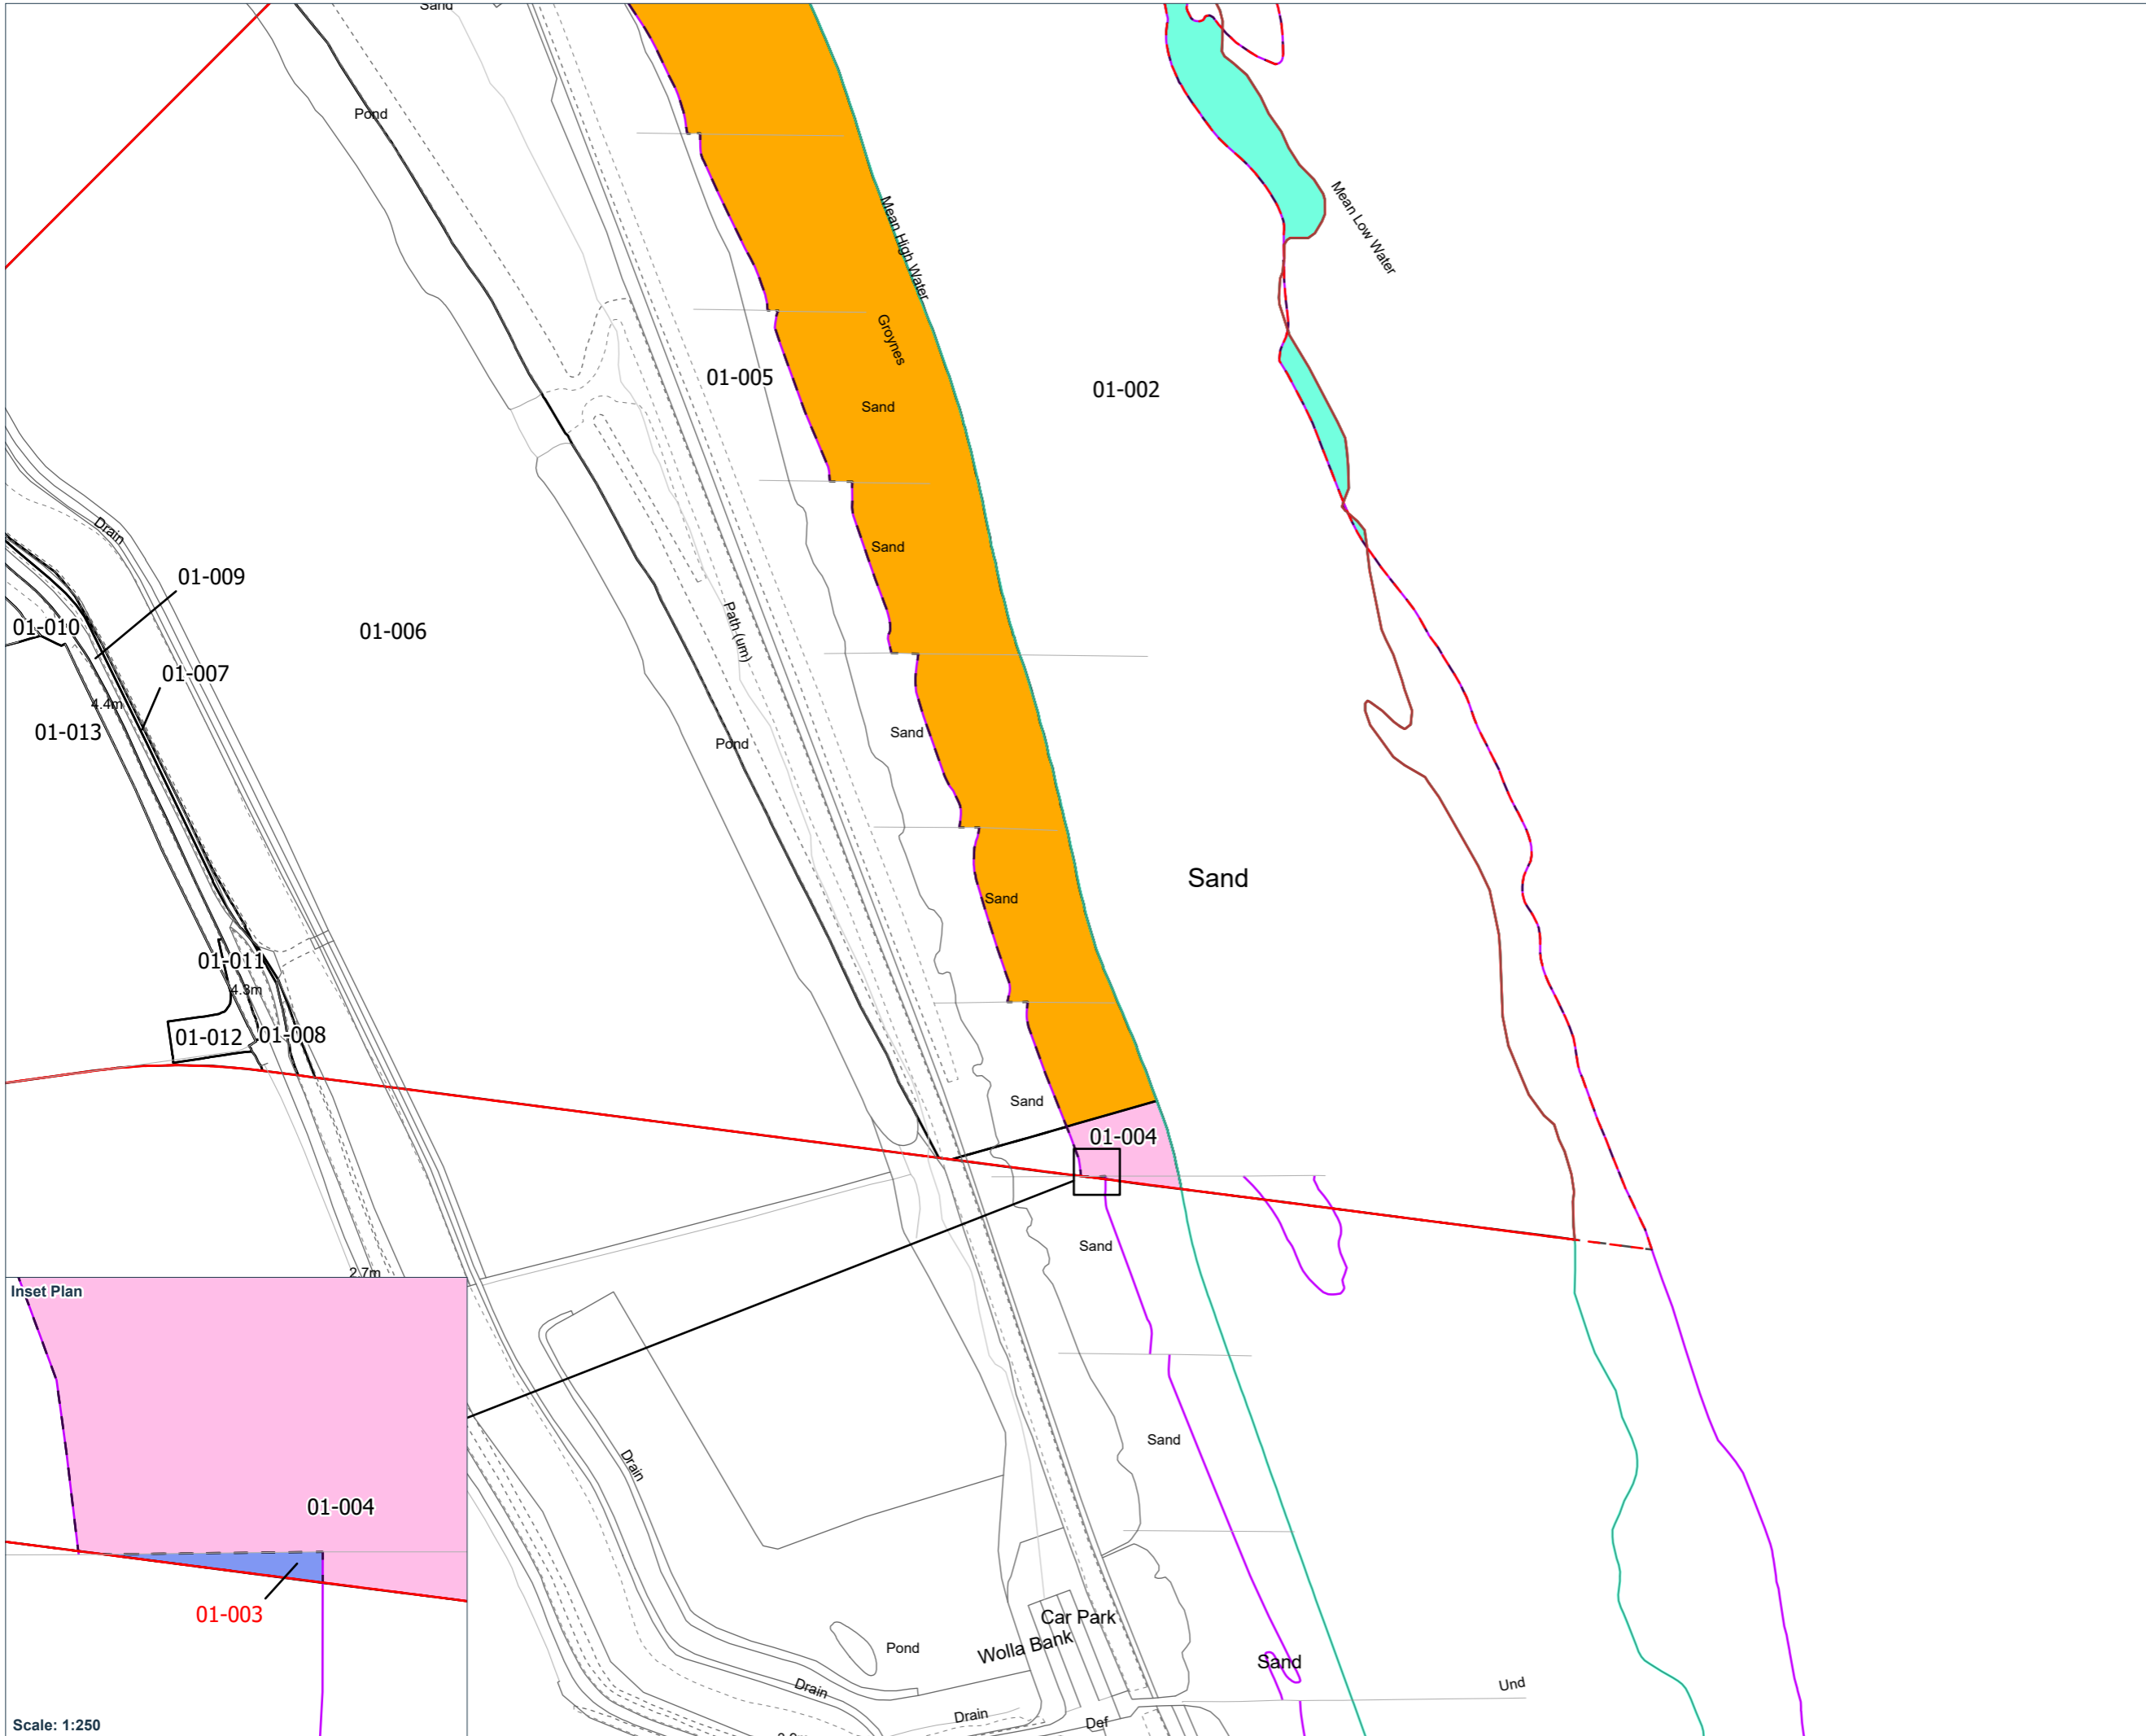 Sand
Pond
Mean High Water
Mean Low Water
Groynes
01-005
01-002
Sand
Drain
Sand
01-009
01-010
01-006
Path (um)
01-007
4.4m
01-013
Sand
Pond
Sand
Sand
01-011
4.3m
01-012
01-008
Sand
01-004
Sand
2.7m
Inset Plan
Sand
Drain
01-004
01-003
Car Park
Wolla Bank
Pond
Sand
Drain
Und
Drain
Def
Scale: 1:250